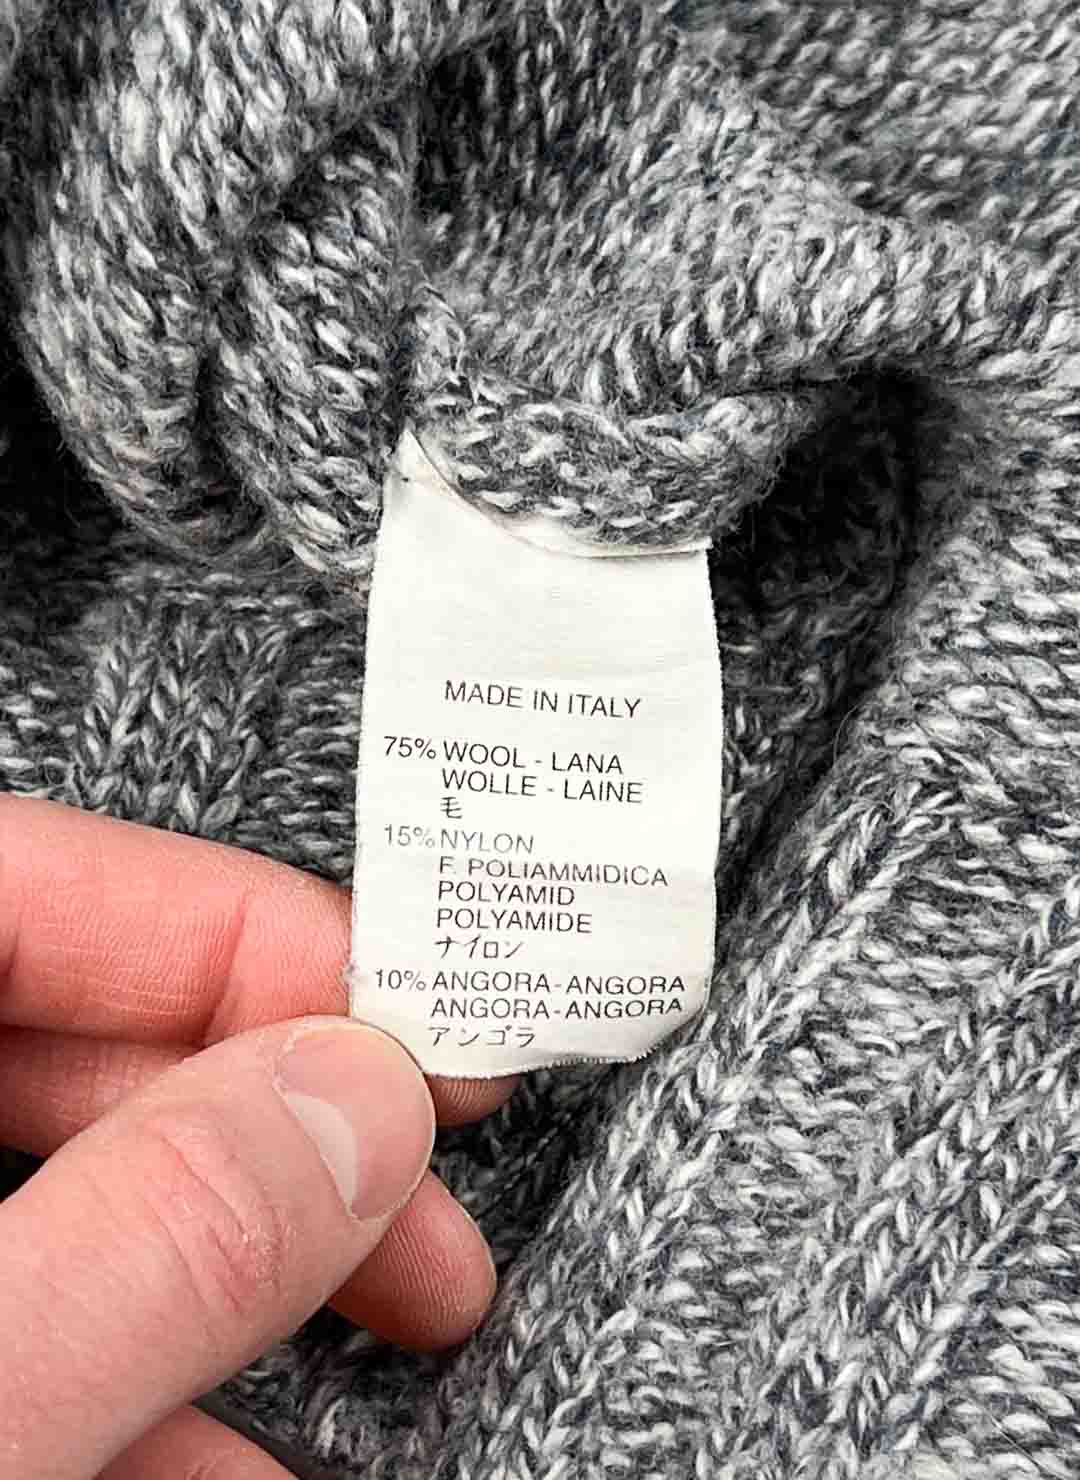 MADE IN ITALY
75% WOOL - LANA
WOLLE - LAINE
毛
15% NYLON
F. POLIAMMIDICA
POLYAMID
POLYAMIDE
ナイロン
10% ANGORA-ANGORA
ANGORA-ANGORA
アンゴラ